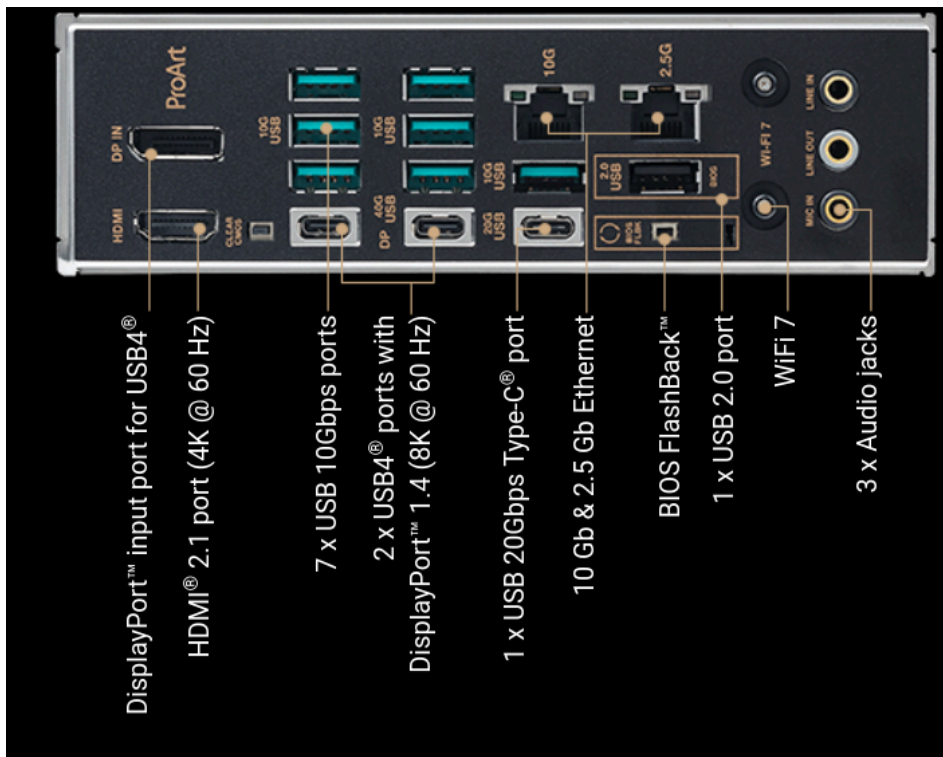 ProArt
DP IN
HDMI
CLEAR
CMOS
10G
USB
10G
USB
40G
USB
DP
10G
USB
20G
USB
10G
2.5G
2.0
USB
BIOS
BIOS
FLBK
WI-FI 7
LINE IN
LINE OUT
MIC IN
DisplayPort™ input port for USB4®
HDMI® 2.1 port (4K @ 60 Hz)
7 x USB 10Gbps ports
2 x USB4® ports with
DisplayPort™ 1.4 (8K @ 60 Hz)
1 x USB 20Gbps Type-C® port
10 Gb & 2.5 Gb Ethernet
BIOS FlashBack™
1 x USB 2.0 port
WiFi 7
3 x Audio jacks